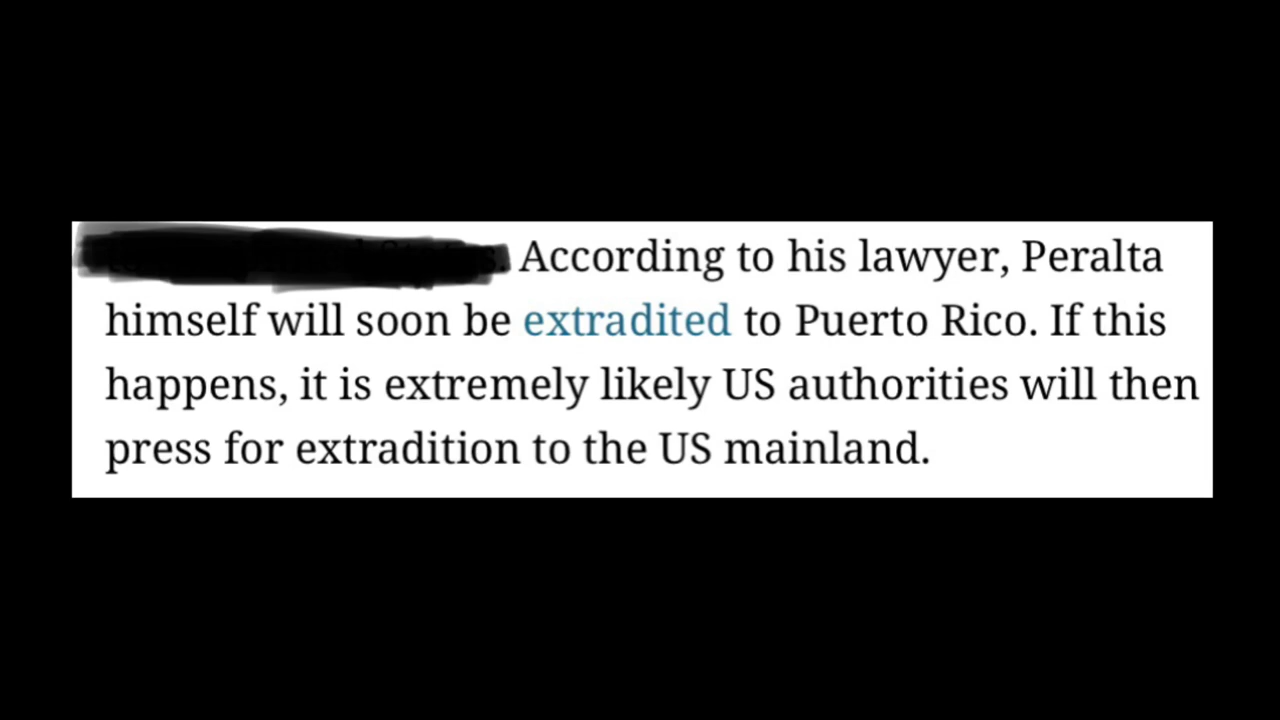 According to his lawyer, Peralta
himself will soon be extradited to Puerto Rico. If this
happens, it is extremely likely US authorities will then
press for extradition to the US mainland.